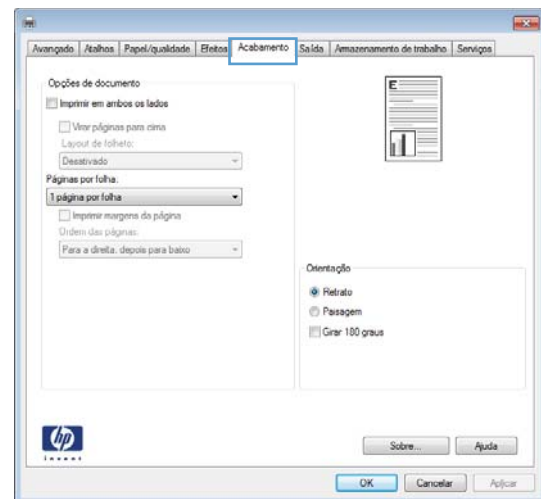 Avançado Atalhos Papel/qualidade Efeitos Acabamento Saída Armazenamento de trabalho Serviços
Opções de documento
Imprimir em ambos os lados
Virar páginas para cima
Layout de folheto:
Desativado
Páginas por folha:
1 página por folha
Imprimir margens da página
Ordem das páginas:
Para a direita, depois para baixo
E
Orientação
Retrato
Paisagem
Girar 180 graus
hp
invent
Sobre... Ajuda
OK Cancelar Aplicar